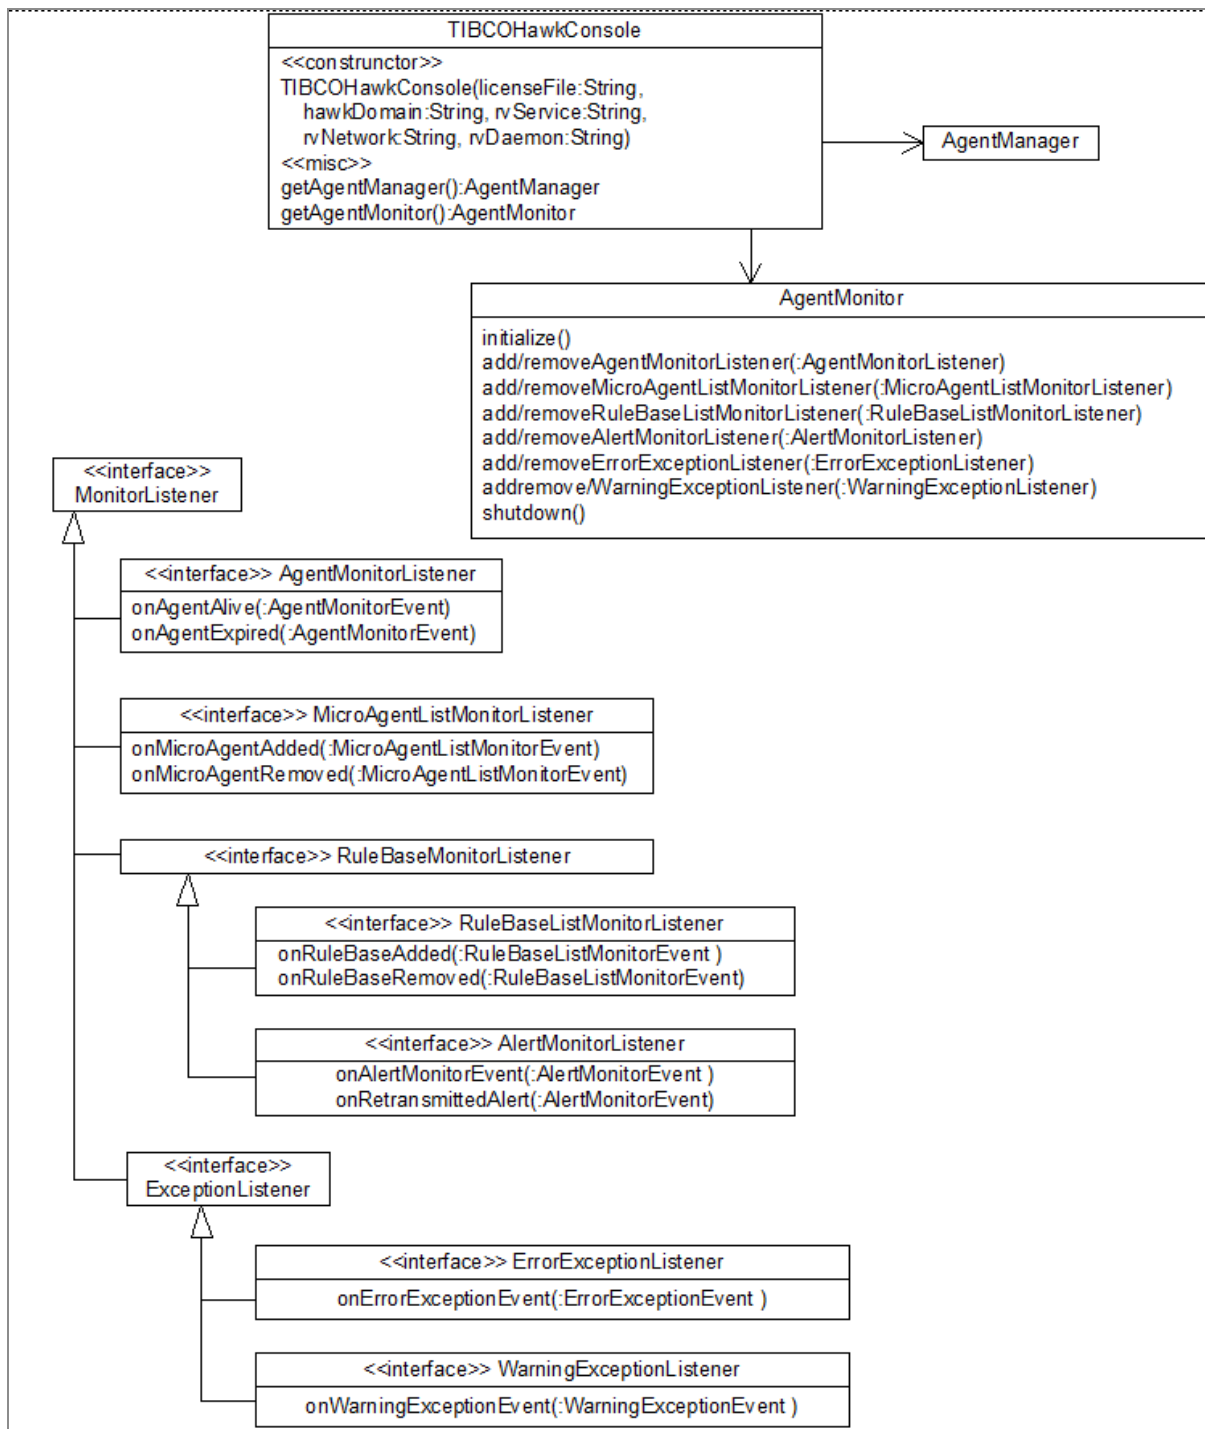 TIBCOHawkConsole
<<construnctor>>
TIBCOHawkConsole(licenseFile:String,
hawkDomain:String, rvService:String,
rvNetwork:String, rvDaemon:String)
<<misc>>
getAgentManager():AgentManager
getAgentMonitor():AgentMonitor
AgentManager
AgentMonitor
initialize()
add/removeAgentMonitorListener(:AgentMonitorListener)
add/removeMicroAgentListMonitorListener(:MicroAgentListMonitorListener)
add/removeRuleBaseListMonitorListener(:RuleBaseListMonitorListener)
add/removeAlertMonitorListener(:AlertMonitorListener)
add/removeErrorExceptionListener(:ErrorExceptionListener)
addremove/WarningExceptionListener(:WarningExceptionListener)
shutdown()
<<interface>>
MonitorListener
<<interface>> AgentMonitorListener
onAgentAlive(:AgentMonitorEvent)
onAgentExpired(:AgentMonitorEvent)
<<interface>> MicroAgentListMonitorListener
onMicroAgentAdded(:MicroAgentListMonitorEvent)
onMicroAgentRemoved(:MicroAgentListMonitorEvent)
<<interface>> RuleBaseMonitorListener
<<interface>> RuleBaseListMonitorListener
onRuleBaseAdded(:RuleBaseListMonitorEvent )
onRuleBaseRemoved(:RuleBaseListMonitorEvent)
<<interface>> AlertMonitorListener
onAlertMonitorEvent(:AlertMonitorEvent )
onRetransmittedAlert(:AlertMonitorEvent)
<<interface>>
ExceptionListener
<<interface>> ErrorExceptionListener
onErrorExceptionEvent(:ErrorExceptionEvent )
<<interface>> WarningExceptionListener
onWarningExceptionEvent(:WarningExceptionEvent )